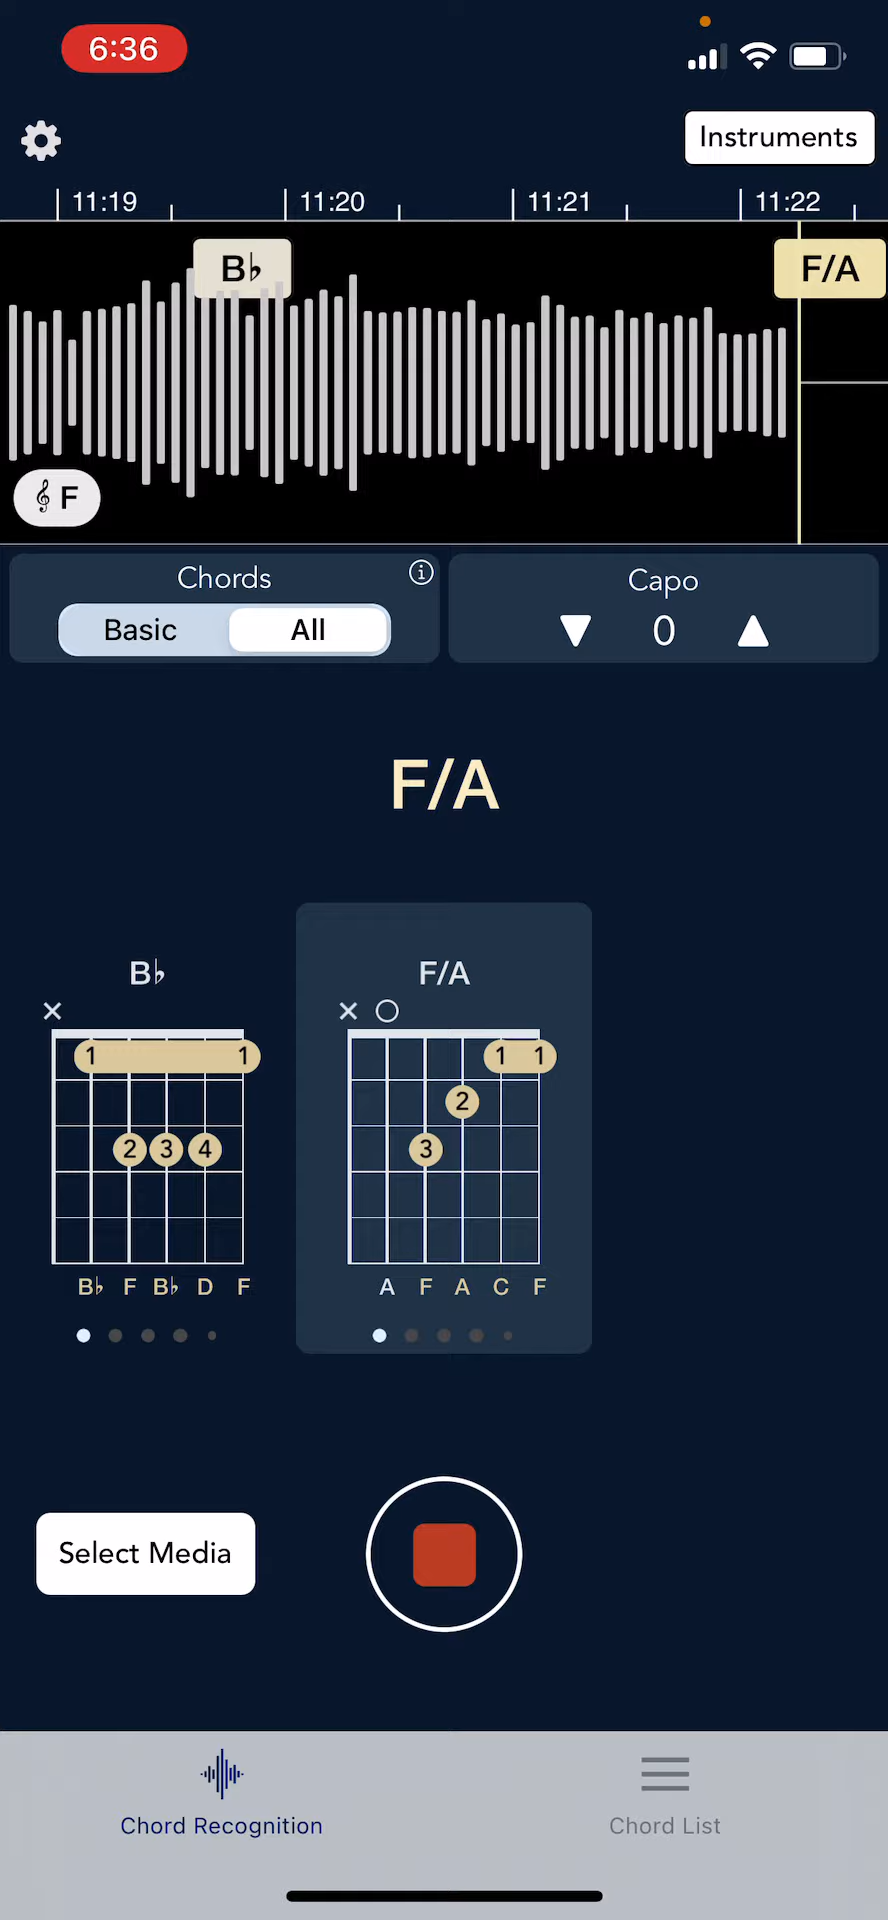 6:36
Instruments
11:19 11:20 11:21 11:22
B♭ F/A
F
Chords
Basic All
Capo
0
F/A
B♭
1 1
2 3 4
B♭ F B♭ D F
F/A
1 1
2
3
A F A C F
Select Media
Chord Recognition
Chord List